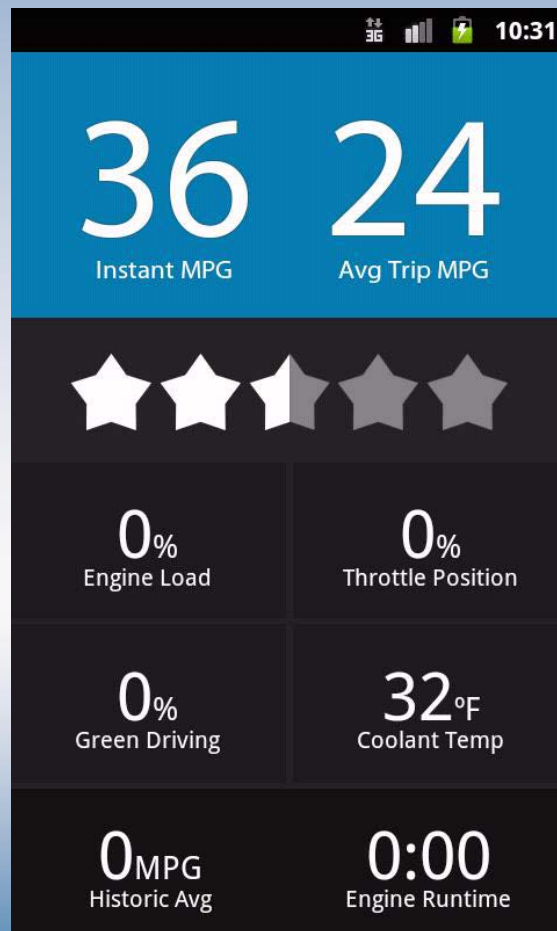 3G 10:31
36 24
Instant MPG Avg Trip MPG
0% 0%
Engine Load Throttle Position
0% 32ºF
Green Driving Coolant Temp
0MPG 0:00
Historic Avg Engine Runtime